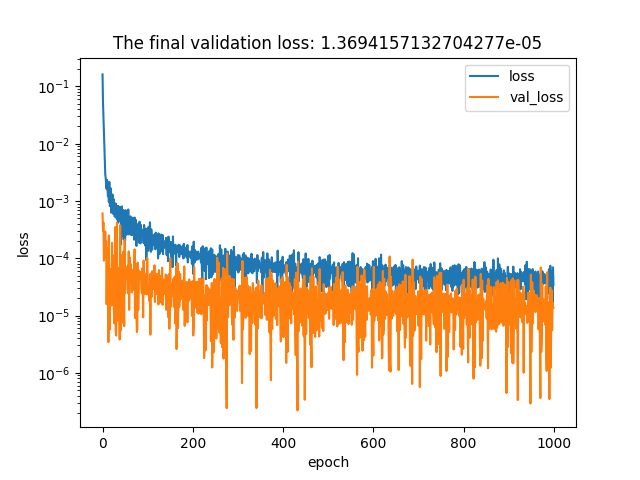 The final validation loss: 1.3694157132704277e-05
loss
val_loss
10⁻¹
10⁻²
10⁻³
10⁻⁴
10⁻⁵
10⁻⁶
loss
0 200 400 600 800 1000
epoch